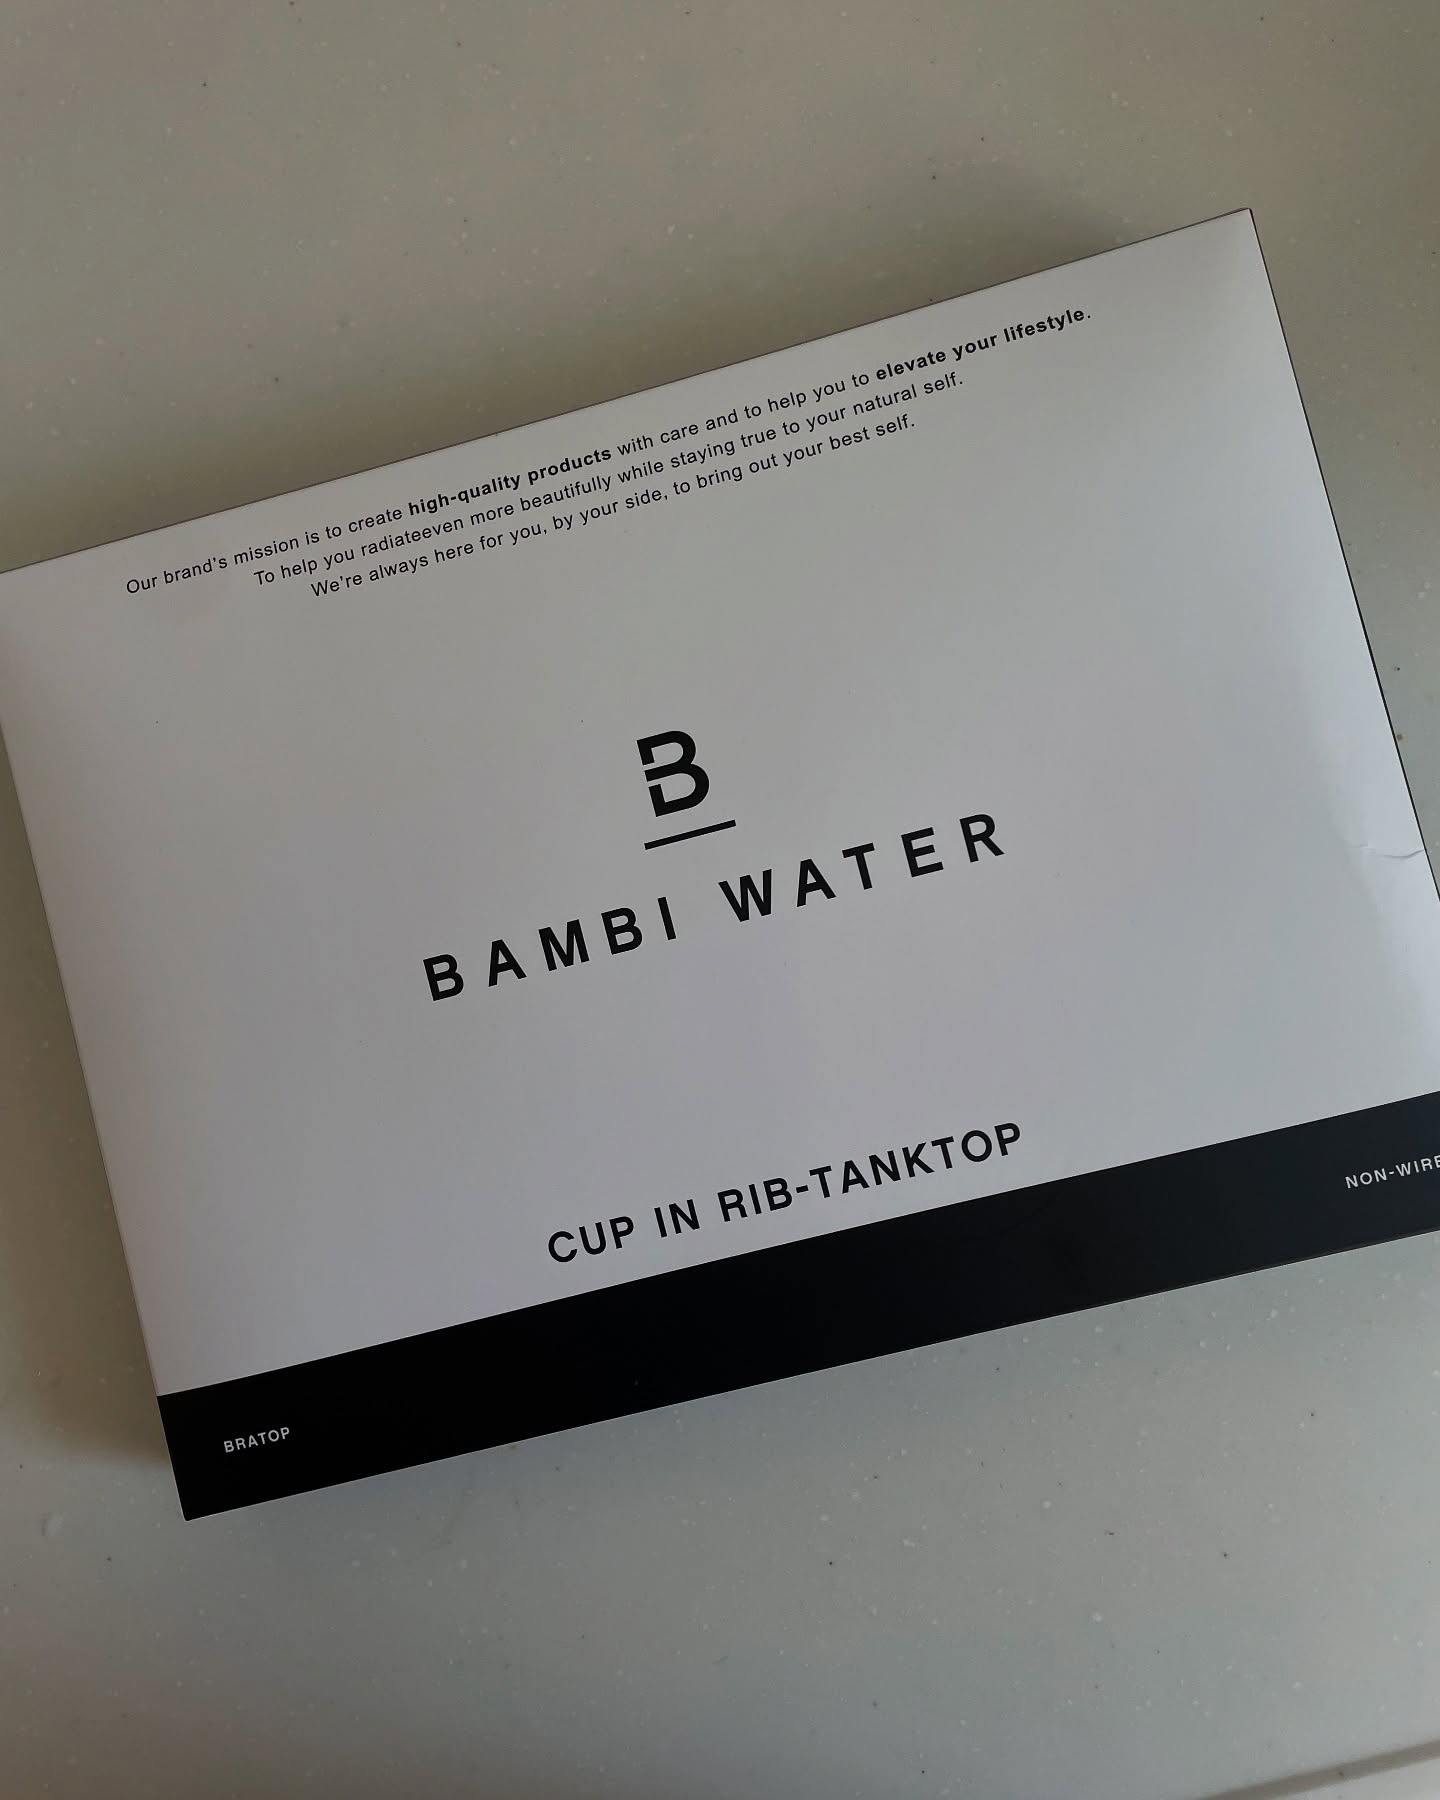 Our brand's mission is to create high-quality products with care and to help you to elevate your lifestyle.
To help you radiateeven more beautifully while staying true to your natural self.
We're always here for you, by your side, to bring out your best self.
B
BAMBI WATER
CUP IN RIB-TANKTOP
BRATOP
NON-WIRE